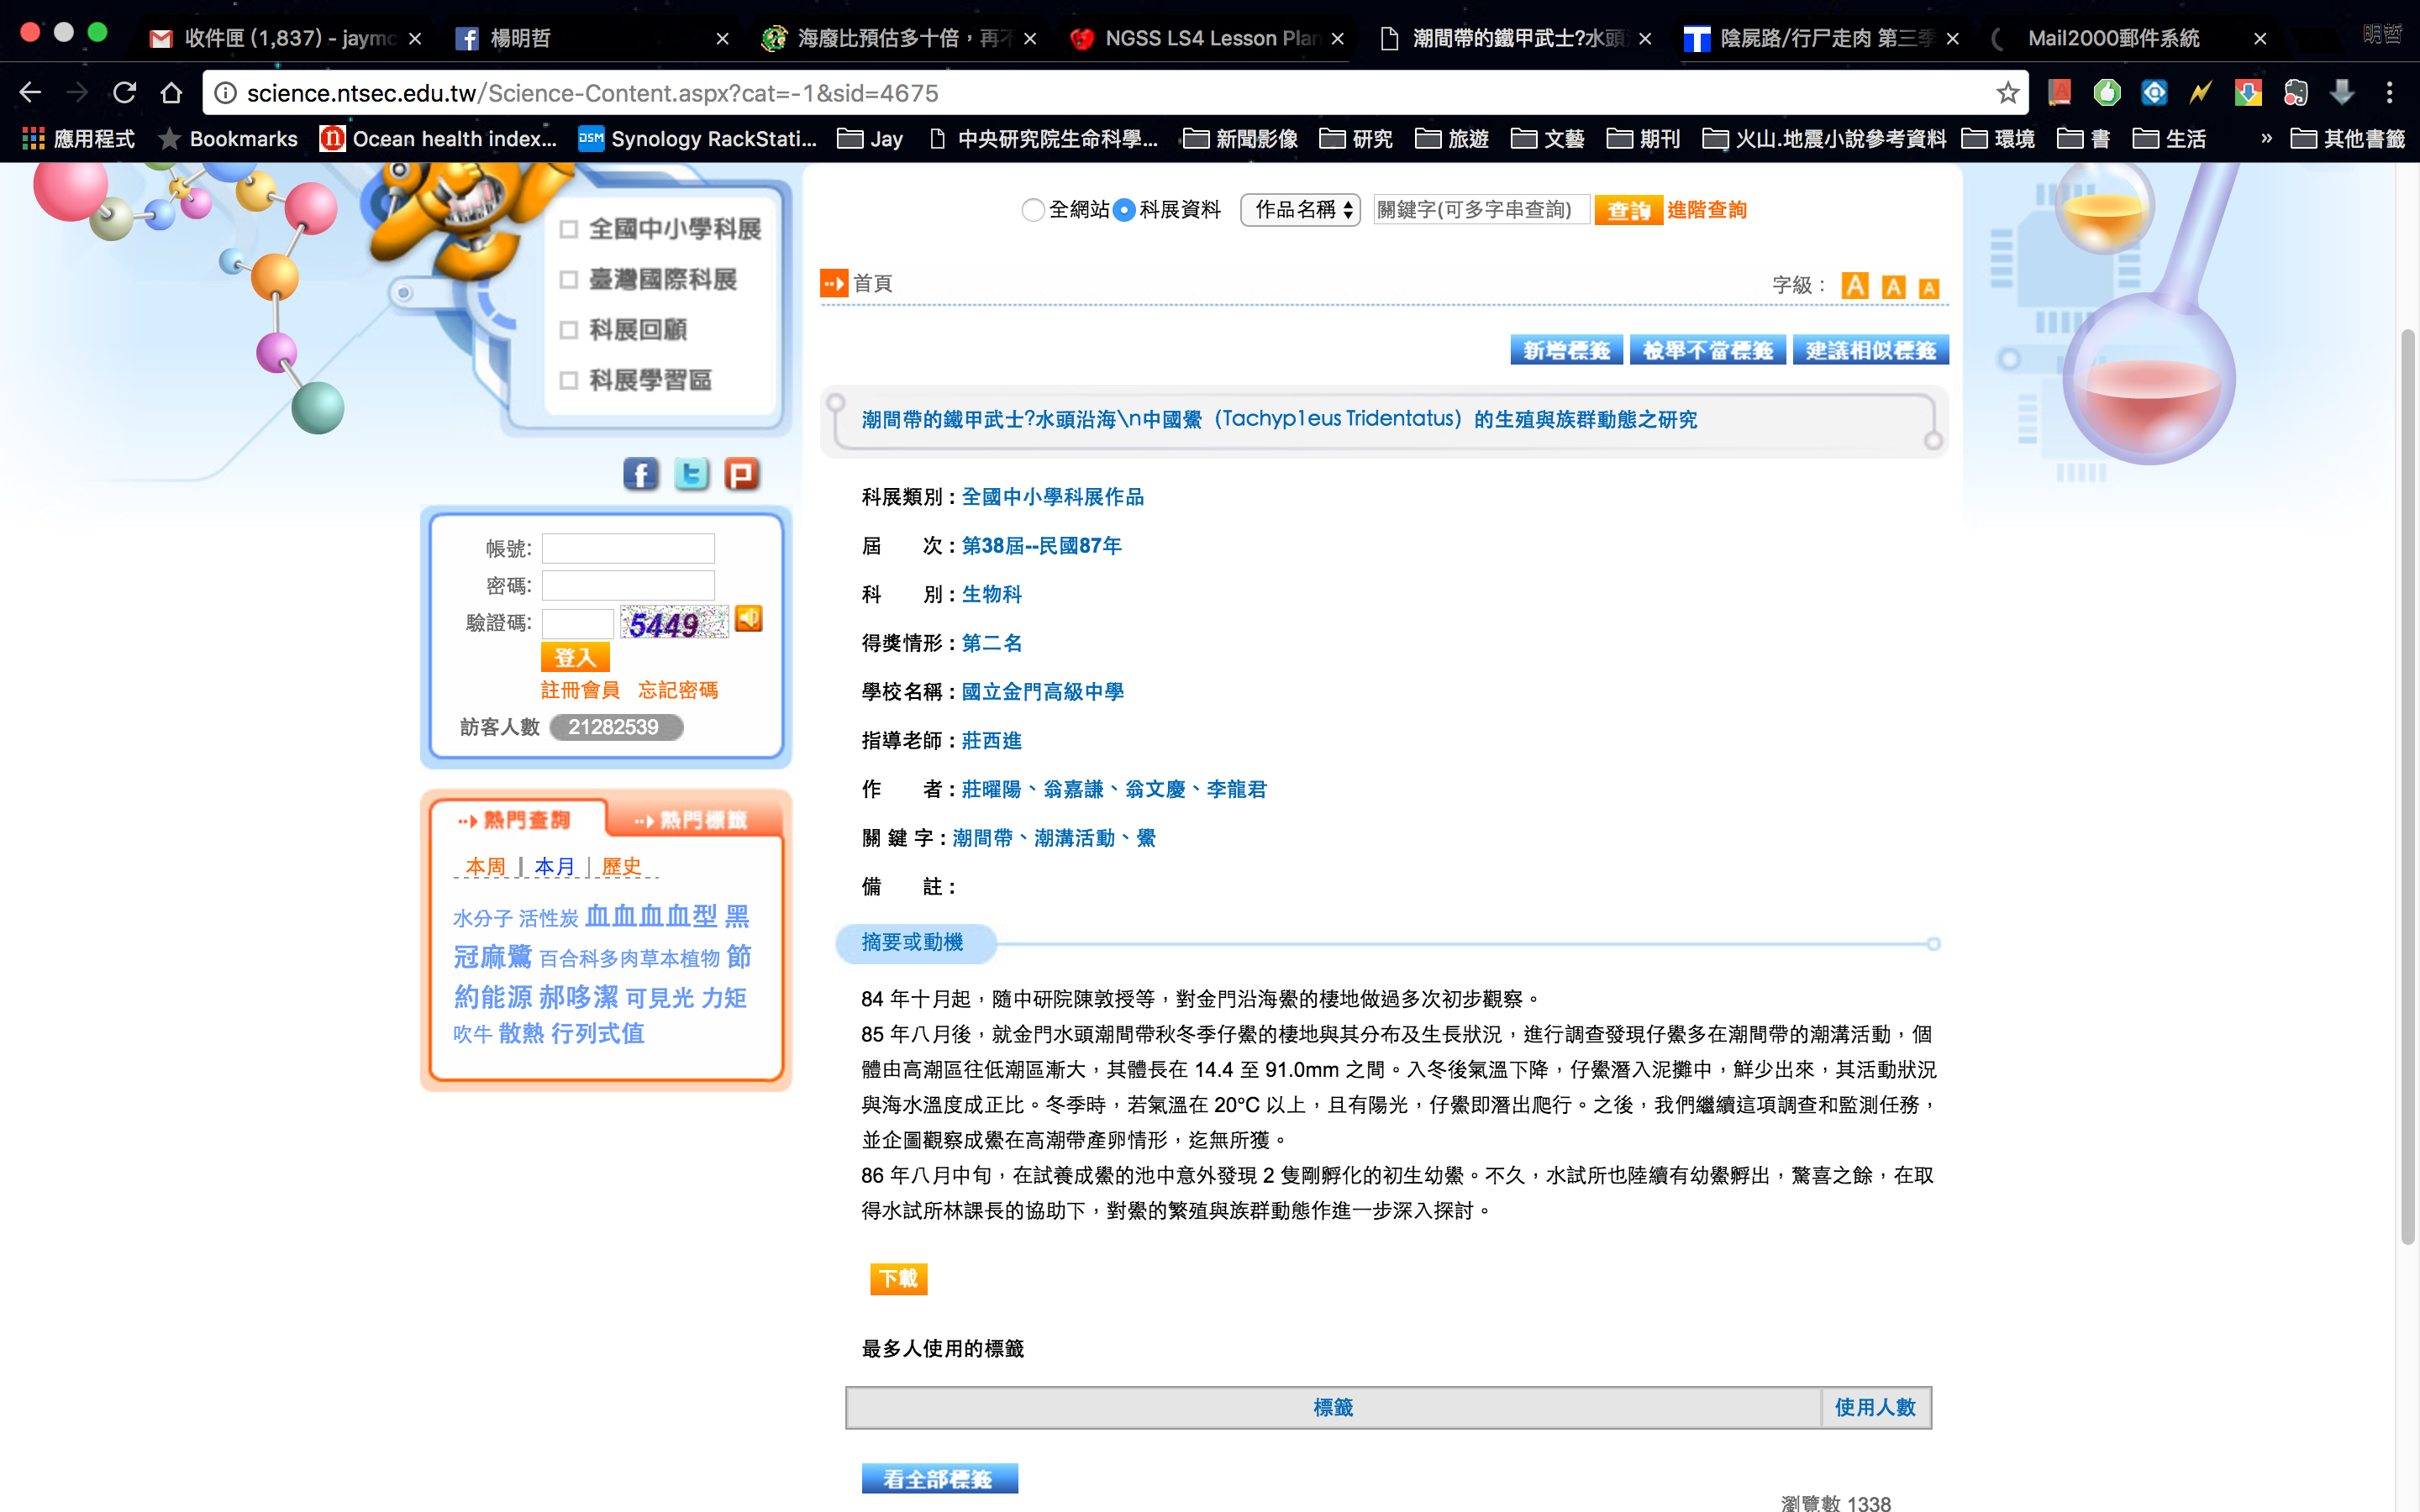 收件匣 (1,837) - jaymc
楊明哲
海廢比預估多十倍，再不
NGSS LS4 Lesson Plan
潮間帶的鐵甲武士?水頭
陰屍路/行尸走肉 第三季
Mail2000郵件系統
明哲
science.ntsec.edu.tw/Science-Content.aspx?cat=-1&sid=4675
應用程式 Bookmarks Ocean health index... Synology RackStati... Jay 中央研究院生命科學... 新聞影像 研究 旅遊 文藝 期刊 火山.地震小說參考資料 環境 書 生活 » 其他書籤
全國中小學科展
臺灣國際科展
科展回顧
科展學習區
帳號:
密碼:
驗證碼: 5449
登入
註冊會員 忘記密碼
訪客人數 21282539
熱門查詢 熱門標籤
本周 | 本月 | 歷史
水分子 活性炭 血血血血型 黑
冠麻鷺 百合科多肉草本植物 節
約能源 郝哆潔 可見光 力矩
吹牛 散熱 行列式值
全網站 科展資料 作品名稱 關鍵字(可多字串查詢) 查詢 進階查詢
首頁
字級： A A A
新增標籤 檢舉不當標籤 建議相似標籤
潮間帶的鐵甲武士?水頭沿海\n中國鱟（Tachyp1eus Tridentatus）的生殖與族群動態之研究
科展類別：全國中小學科展作品
屆 次：第38屆--民國87年
科 別：生物科
得獎情形：第二名
學校名稱：國立金門高級中學
指導老師：莊西進
作 者：莊曜陽、翁嘉謙、翁文慶、李龍君
關 鍵 字：潮間帶、潮溝活動、鱟
備 註：
摘要或動機
84 年十月起，隨中研院陳敦授等，對金門沿海鱟的棲地做過多次初步觀察。
85 年八月後，就金門水頭潮間帶秋冬季仔鱟的棲地與其分布及生長狀況，進行調查發現仔鱟多在潮間帶的潮溝活動，個
體由高潮區往低潮區漸大，其體長在 14.4 至 91.0mm 之間。入冬後氣溫下降，仔鱟潛入泥攤中，鮮少出來，其活動狀況
與海水溫度成正比。冬季時，若氣溫在 20°C 以上，且有陽光，仔鱟即潛出爬行。之後，我們繼續這項調查和監測任務，
並企圖觀察成鱟在高潮帶產卵情形，迄無所獲。
86 年八月中旬，在試養成鱟的池中意外發現 2 隻剛孵化的初生幼鱟。不久，水試所也陸續有幼鱟孵出，驚喜之餘，在取
得水試所林課長的協助下，對鱟的繁殖與族群動態作進一步深入探討。
下載
最多人使用的標籤
標籤 使用人數
看全部標籤
瀏覽數 1338